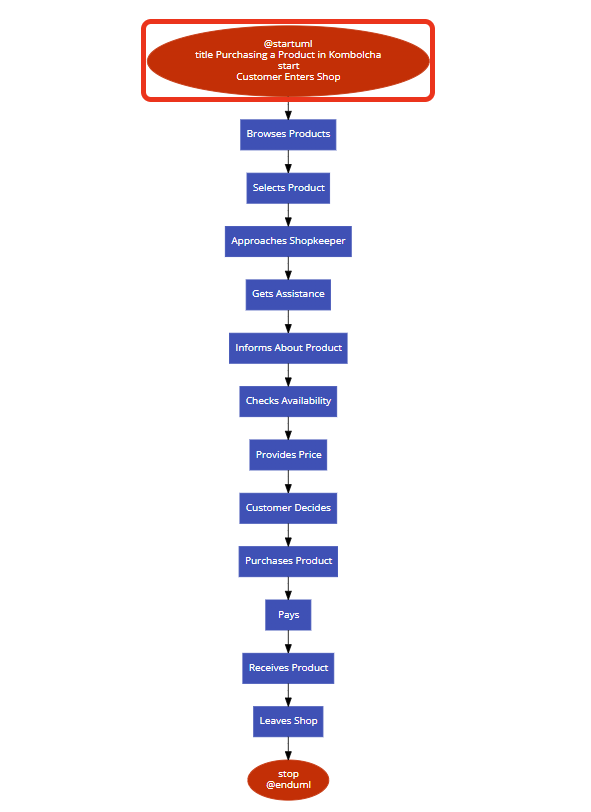 @startuml
title Purchasing a Product in Kombolcha
start
Customer Enters Shop
Browses Products
Selects Product
Approaches Shopkeeper
Gets Assistance
Informs About Product
Checks Availability
Provides Price
Customer Decides
Purchases Product
Pays
Receives Product
Leaves Shop
stop
@enduml